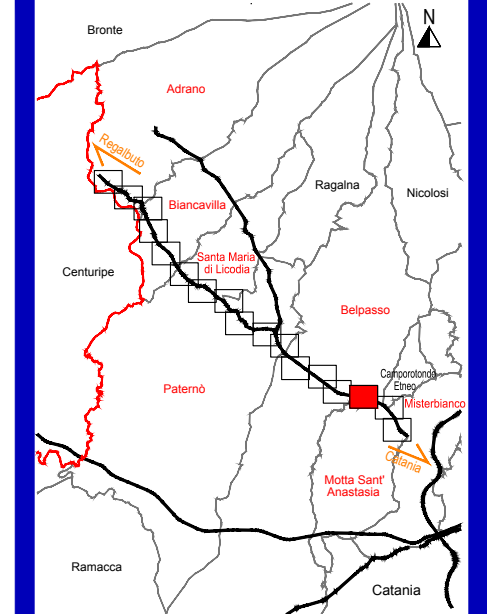 Bronte
N
Adrano
Regalbuto
Ragalna
Nicolosi
Biancavilla
Santa Maria
di Licodia
Centuripe
Belpasso
Camporotondo
Etneo
Paternò
Misterbianco
Catania
Motta Sant'
Anastasia
Ramacca
Catania